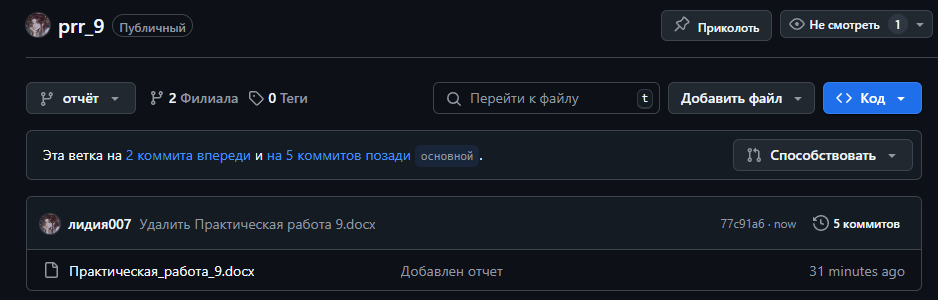 prr_9 Публичный Приколоть Не смотреть 1
отчёт 2 Филиала 0 Теги Перейти к файлу t Добавить файл Код
Эта ветка на 2 коммита впереди и на 5 коммитов позади основной. Способствовать
лидия007 Удалить Практическая работа 9.docx 77c91a6 · now 5 коммитов
Практическая_работа_9.docx Добавлен отчет 31 minutes ago